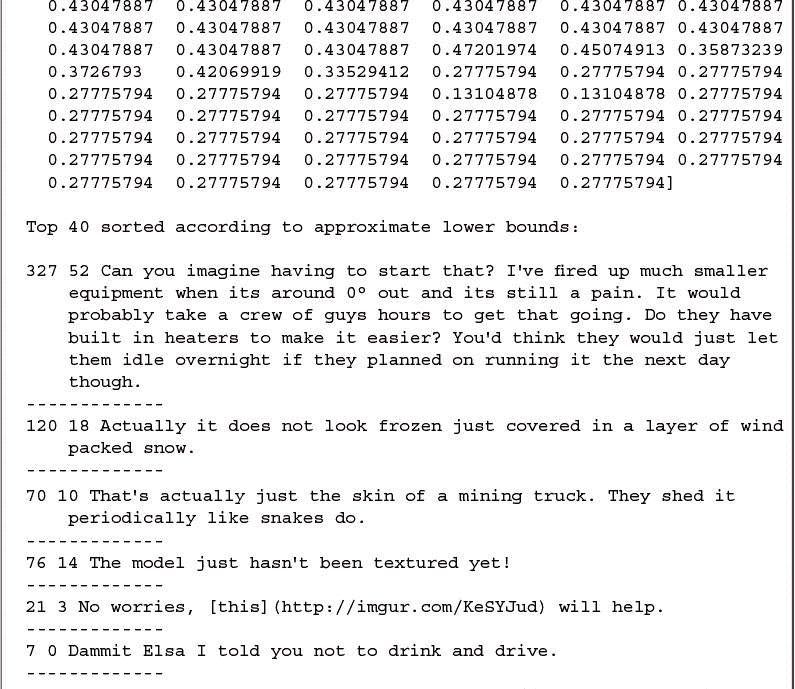 0.43047887 0.43047887 0.43047887 0.43047887 0.43047887 0.43047887
0.43047887 0.43047887 0.43047887 0.43047887 0.43047887 0.43047887
0.43047887 0.43047887 0.43047887 0.47201974 0.45074913 0.35873239
0.3726793 0.42069919 0.33529412 0.27775794 0.27775794 0.27775794
0.27775794 0.27775794 0.27775794 0.13104878 0.13104878 0.27775794
0.27775794 0.27775794 0.27775794 0.27775794 0.27775794 0.27775794
0.27775794 0.27775794 0.27775794 0.27775794 0.27775794 0.27775794
0.27775794 0.27775794 0.27775794 0.27775794 0.27775794 0.27775794
0.27775794 0.27775794 0.27775794 0.27775794 0.27775794]
Top 40 sorted according to approximate lower bounds:
327 52 Can you imagine having to start that? I've fired up much smaller
equipment when its around 0° out and its still a pain. It would
probably take a crew of guys hours to get that going. Do they have
built in heaters to make it easier? You'd think they would just let
them idle overnight if they planned on running it the next day
though.
-------------
120 18 Actually it does not look frozen just covered in a layer of wind
packed snow.
-------------
70 10 That's actually just the skin of a mining truck. They shed it
periodically like snakes do.
-------------
76 14 The model just hasn't been textured yet!
-------------
21 3 No worries, [this](http://imgur.com/KeSYJud) will help.
-------------
7 0 Dammit Elsa I told you not to drink and drive.
-------------